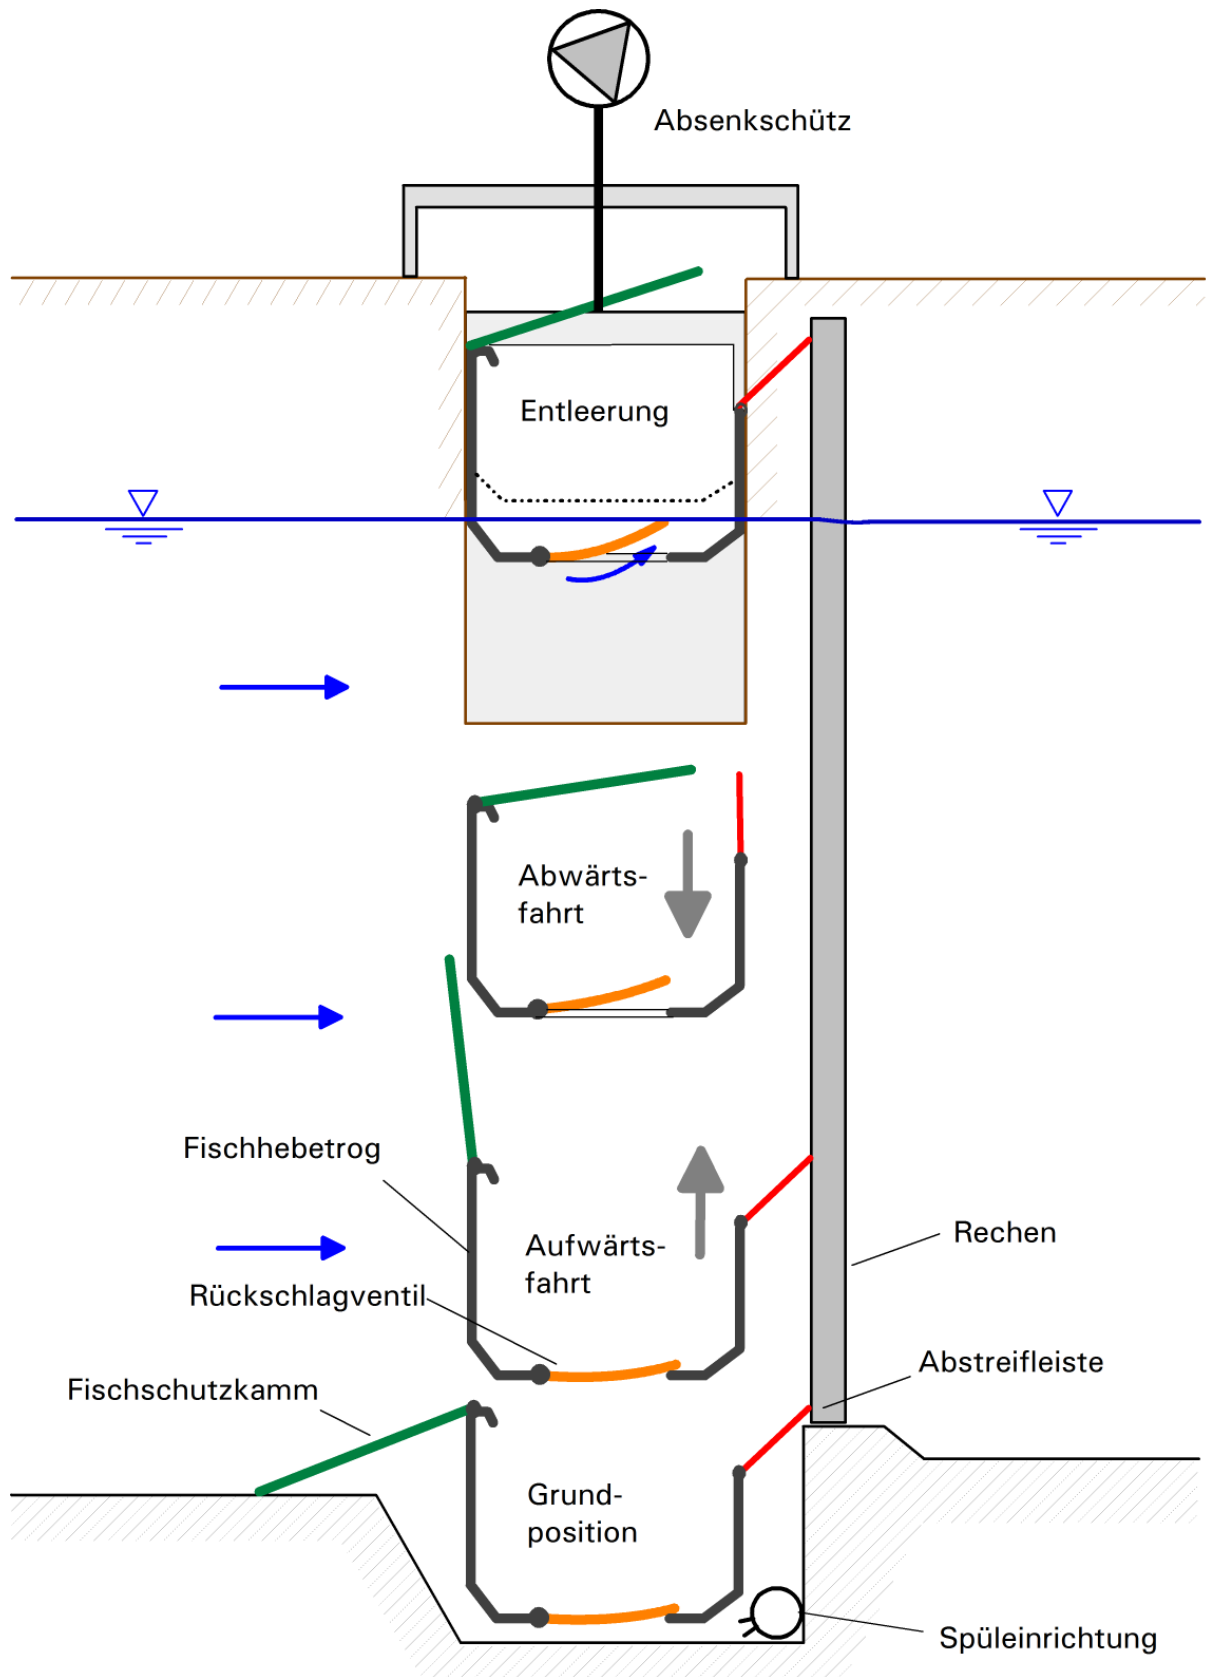 Absenkschütz
Entleerung
Abwärts-
fahrt
Fischhebetrog
Aufwärts-
fahrt
Rechen
Rückschlagventil
Abstreifleiste
Fischschutzkamm
Grund-
position
Spüleinrichtung